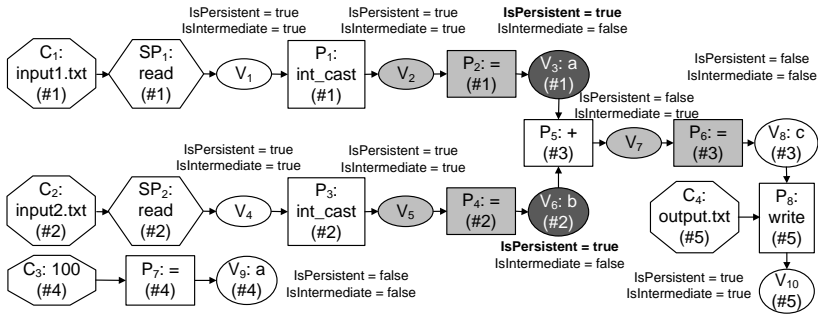 IsPersistent = true
IsIntermediate = true
IsPersistent = true
IsIntermediate = true
IsPersistent = true
IsIntermediate = false
C1:
input1.txt
(#1)
SP1:
read
(#1)
V1
P1:
int_cast
(#1)
V2
P2: =
(#1)
V3: a
(#1)
IsPersistent = false
IsIntermediate = false
IsPersistent = false
IsIntermediate = true
P5: +
(#3)
V7
P6: =
(#3)
V8: c
(#3)
IsPersistent = true
IsIntermediate = true
IsPersistent = true
IsIntermediate = true
C2:
input2.txt
(#2)
SP2:
read
(#2)
V4
P3:
int_cast
(#2)
V5
P4: =
(#2)
V6: b
(#2)
IsPersistent = true
IsIntermediate = false
C4:
output.txt
(#5)
P8:
write
(#5)
C3: 100
(#4)
P7: =
(#4)
V9: a
(#4)
IsPersistent = false
IsIntermediate = false
IsPersistent = true
IsIntermediate = true
V10
(#5)